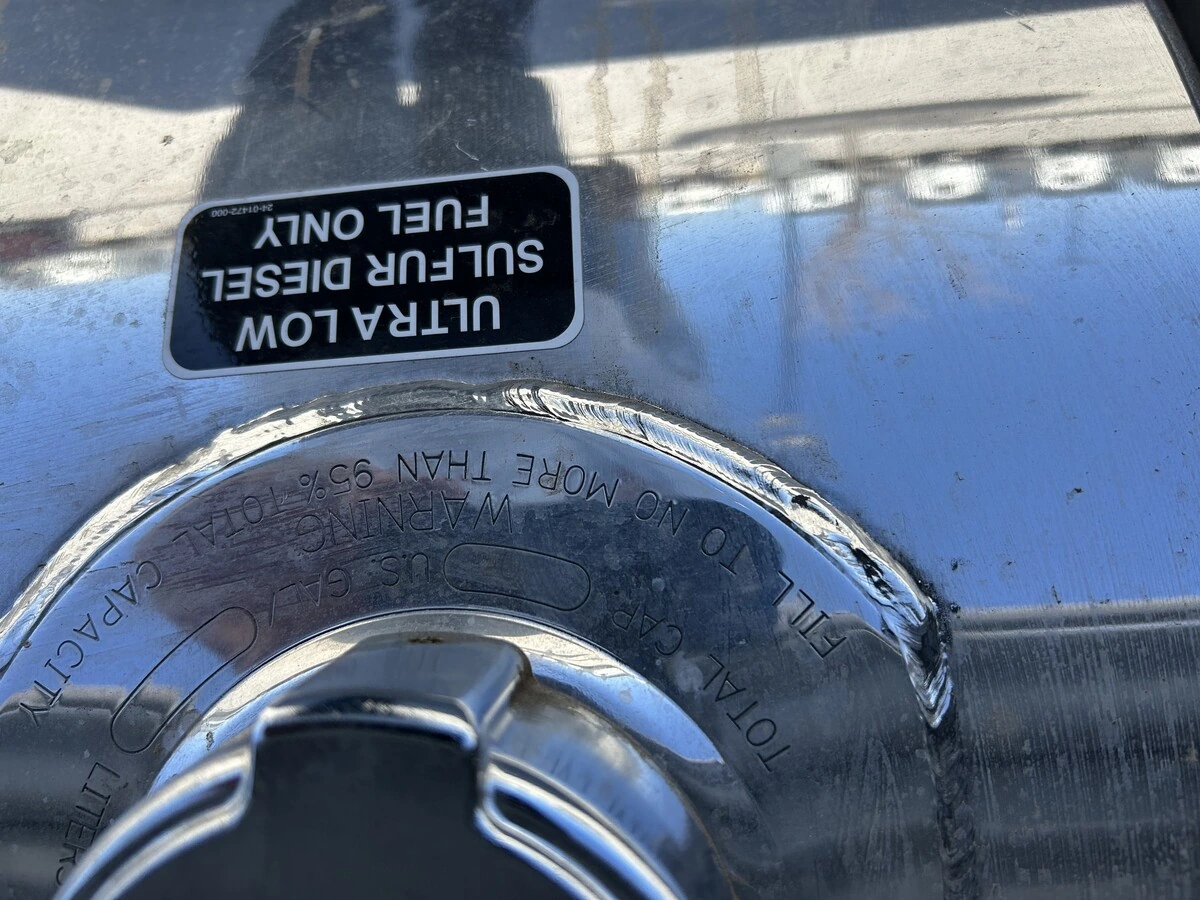 ULTRA LOW
SULFUR DIESEL
FUEL ONLY
24-01472-000
WARNING
FILL TO NO MORE THAN 95% TOTAL CAPACITY
TOTAL CAP. U.S. GAL/ LITERS